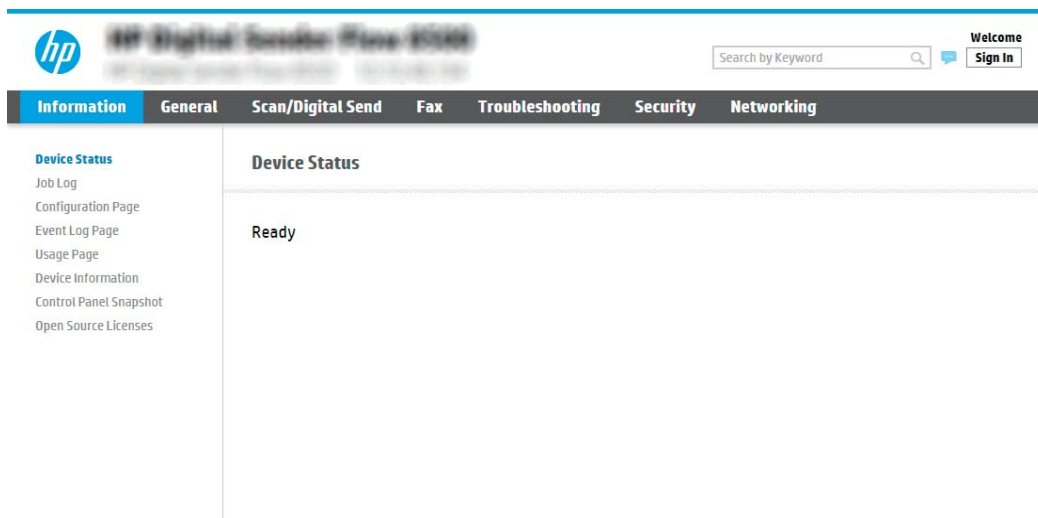 hp
Welcome
Search by Keyword
Sign In
Information General Scan/Digital Send Fax Troubleshooting Security Networking
Device Status
Job Log
Configuration Page
Event Log Page
Usage Page
Device Information
Control Panel Snapshot
Open Source Licenses
Device Status
Ready